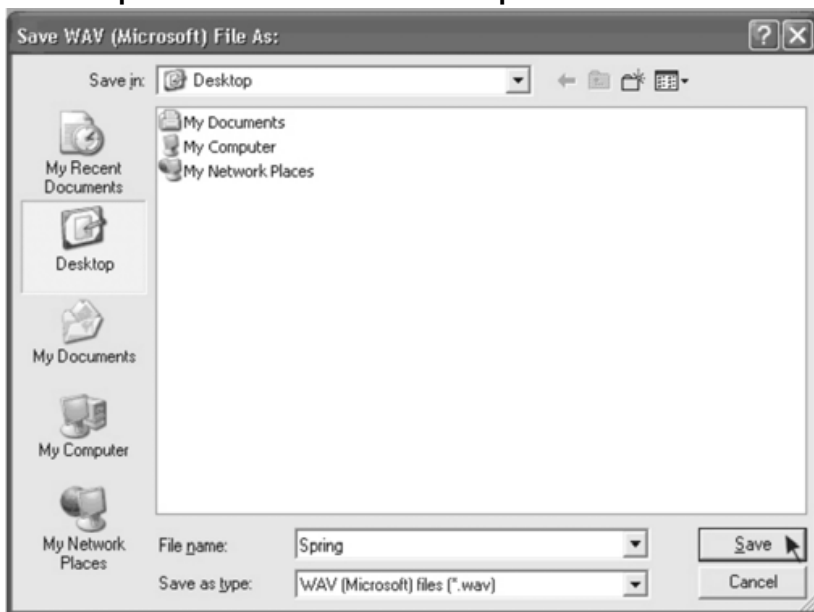 Save WAV (Microsoft) File As:
Save in: Desktop
My Documents
My Computer
My Network Places
My Recent
Documents
Desktop
My Documents
My Computer
My Network
Places
File name: Spring Save
Save as type: WAV (Microsoft) files (*.wav) Cancel